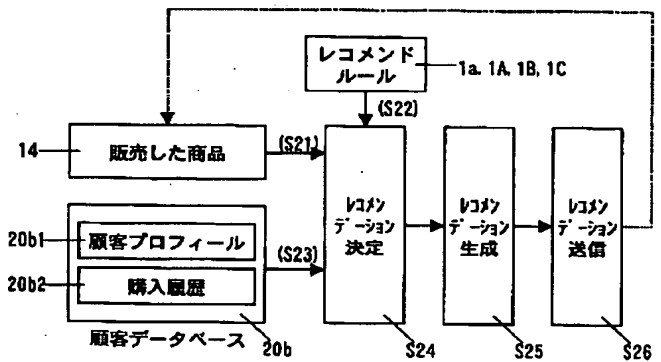 レコメンド
ルール
1a, 1A, 1B, 1C
(S22)
14
販売した商品
(S21)
レコメン
デーション
決定
レコメン
デーション
生成
レコメン
デーション
送信
20b1
顧客プロフィール
(S23)
20b2
購入履歴
顧客データベース
20b
S24
S25
S26